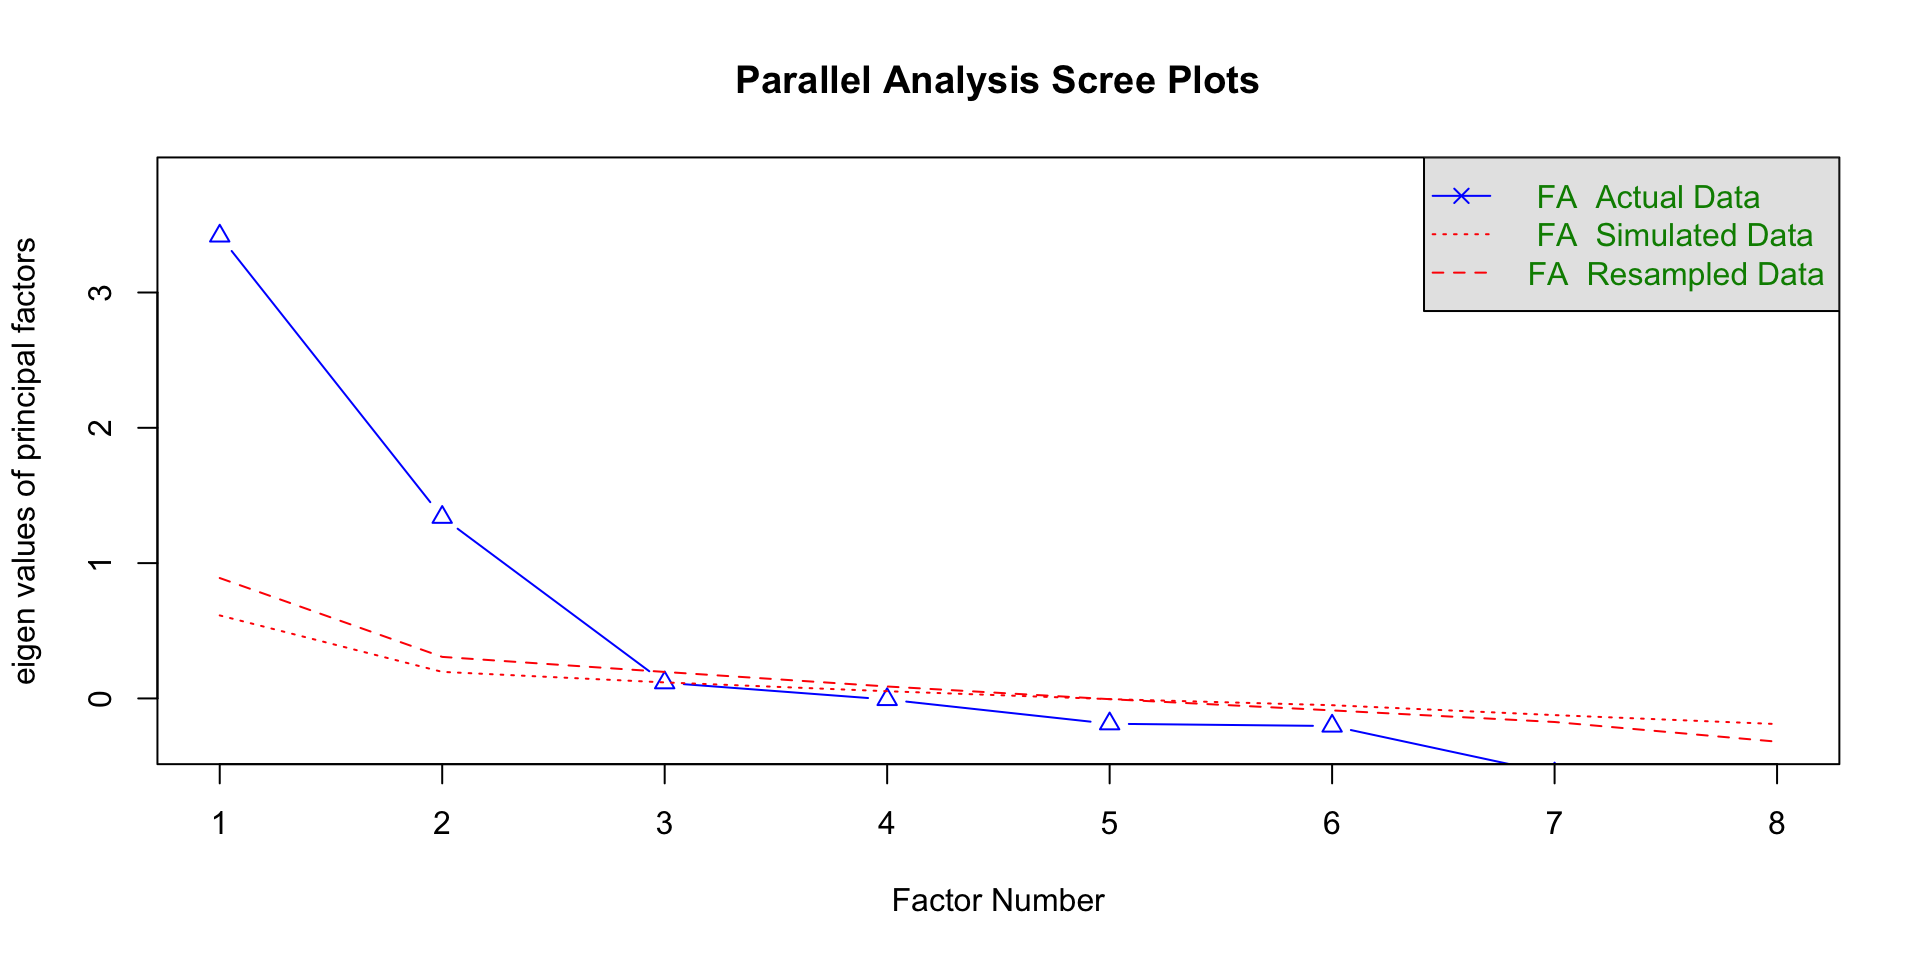 Parallel Analysis Scree Plots
FA Actual Data
FA Simulated Data
FA Resampled Data
eigen values of principal factors
3
2
1
0
1 2 3 4 5 6 7 8
Factor Number